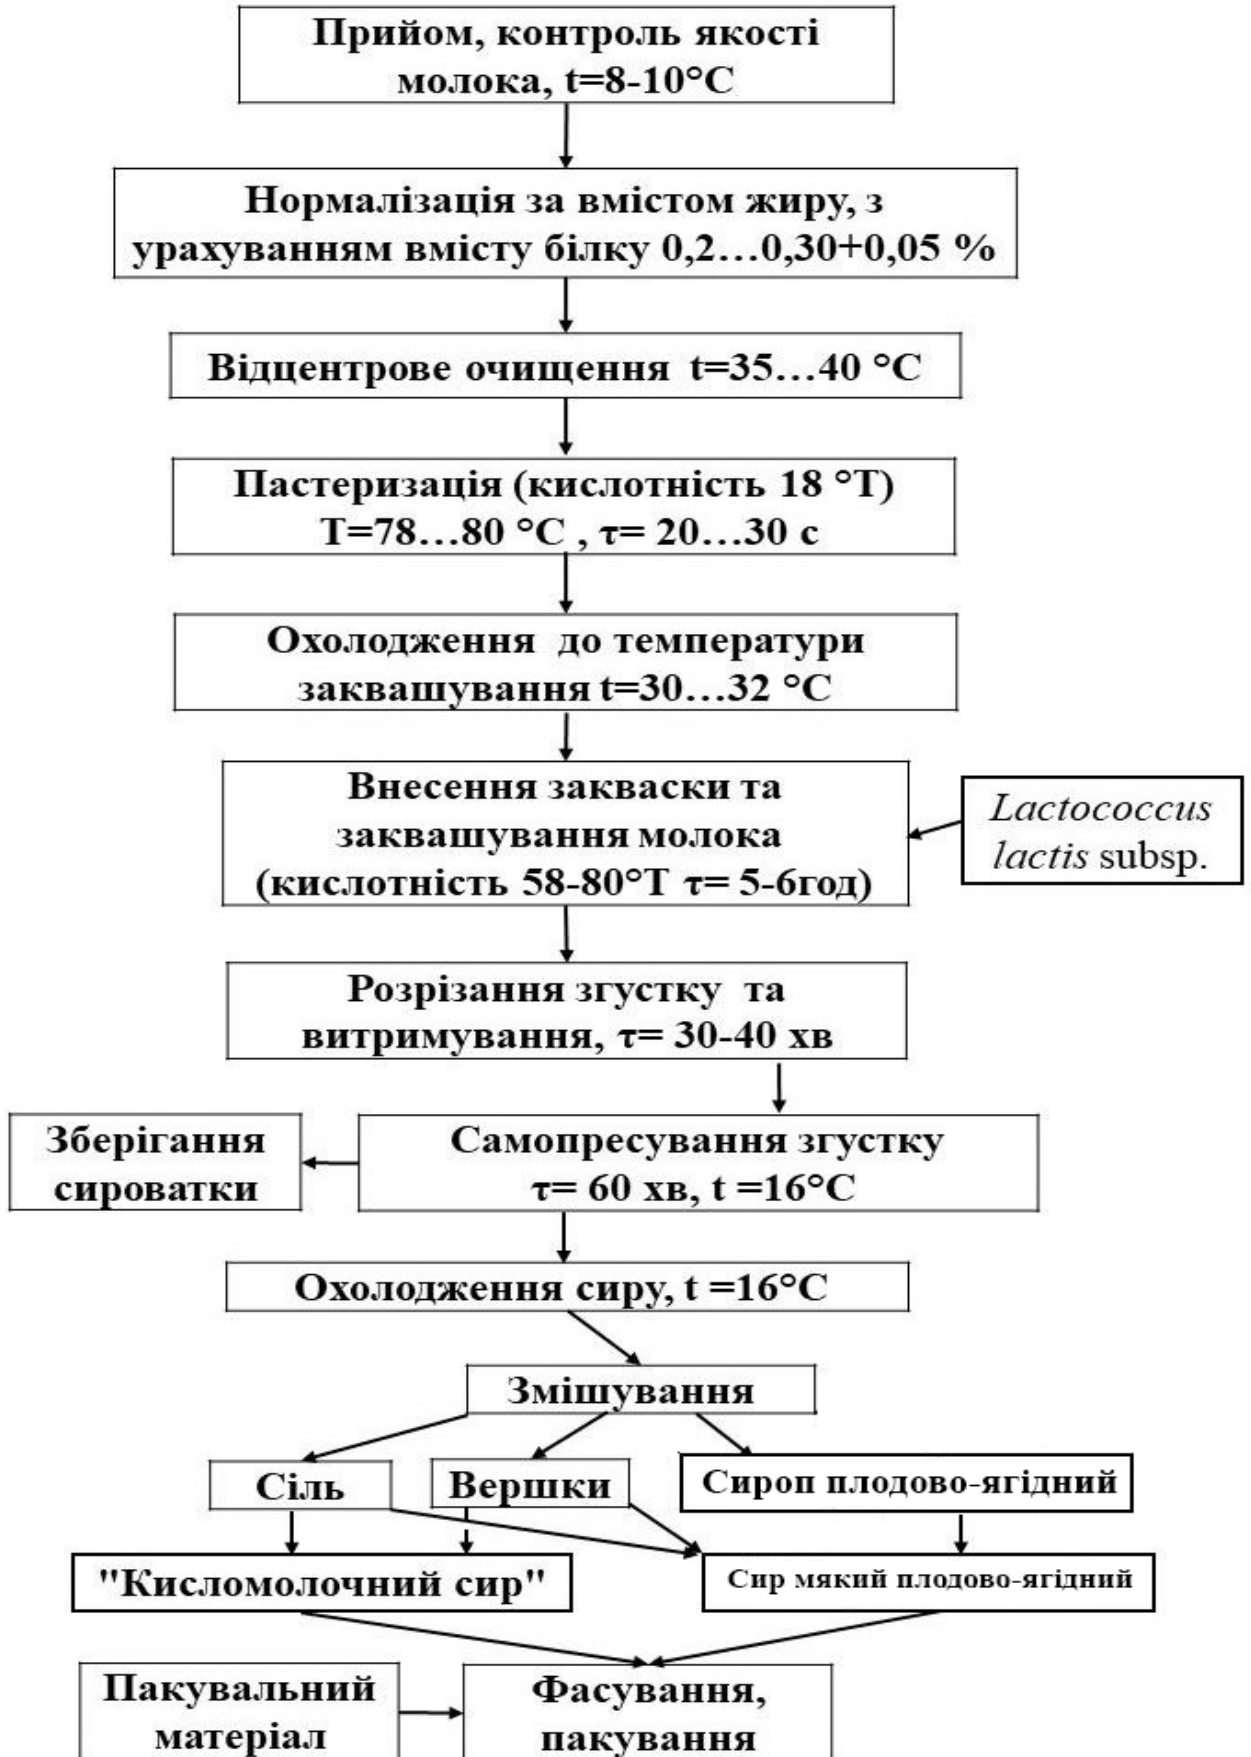 Прийом, контроль якості
молока, t=8-10°C
Нормалізація за вмістом жиру, з
урахуванням вмісту білку 0,2…0,30+0,05 %
Відцентрове очищення t=35…40 °C
Пастеризація (кислотність 18 °Т)
T=78…80 °C , τ= 20…30 с
Охолодження до температури
заквашування t=30…32 °C
Внесення закваски та
заквашування молока
(кислотність 58-80°Т τ= 5-6год)
Lactococcus
lactis subsp.
Розрізання згустку та
витримування, τ= 30-40 хв
Зберігання
сироватки
Самопресування згустку
τ= 60 хв, t =16°C
Охолодження сиру, t =16°C
Змішування
Сіль
Вершки
Сироп плодово-ягідний
"Кисломолочний сир"
Сир мякий плодово-ягідний
Пакувальний
матеріал
Фасування,
пакування